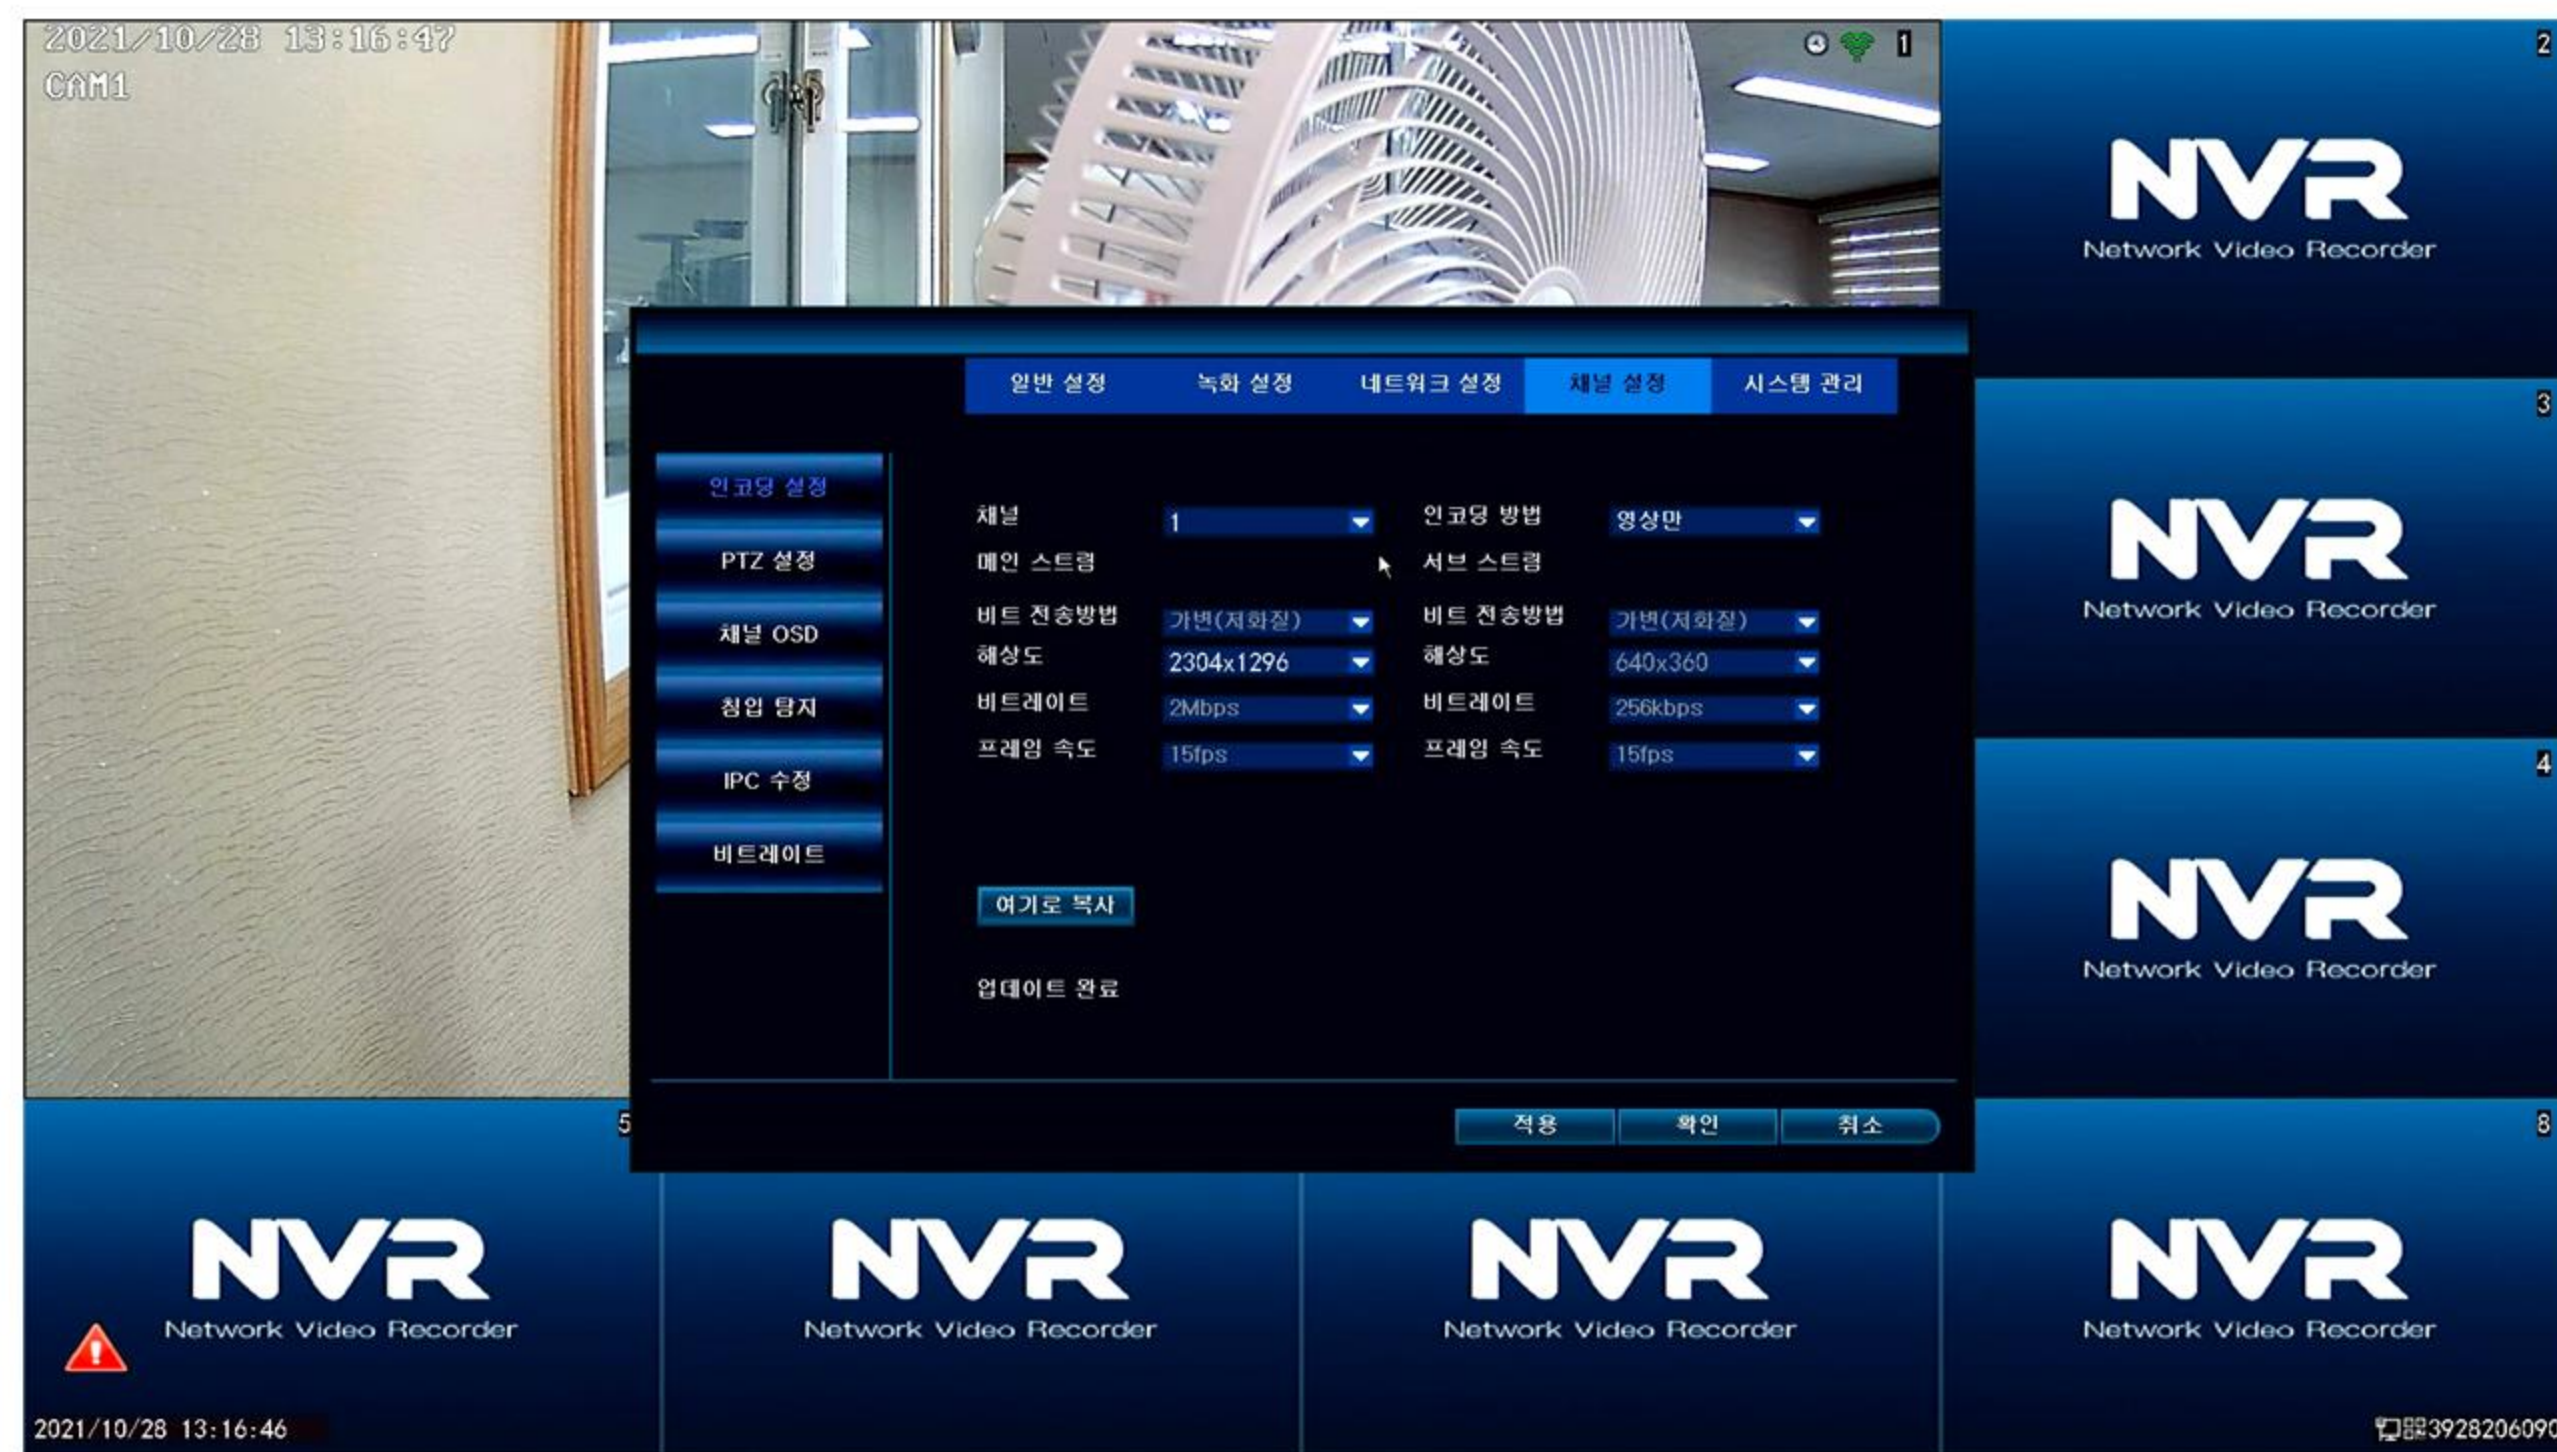 2021/10/28 13:16:47
CAM1
1
2
NVR
Network Video Recorder
일반 설정 녹화 설정 네트워크 설정 채널 설정 시스템 관리
3
NVR
Network Video Recorder
인코딩 설정
PTZ 설정
채널 OSD
침입 탐지
IPC 수정
비트레이트
채널 1 인코딩 방법 영상만
메인 스트림 서브 스트림
비트 전송방법 가변(저화질) 비트 전송방법 가변(저화질)
해상도 2304x1296 해상도 640x360
비트레이트 2Mbps 비트레이트 256kbps
프레임 속도 15fps 프레임 속도 15fps
여기로 복사
업데이트 완료
적용 확인 취소
4
NVR
Network Video Recorder
5
NVR
Network Video Recorder
NVR
Network Video Recorder
NVR
Network Video Recorder
8
NVR
Network Video Recorder
2021/10/28 13:16:46
3928206090